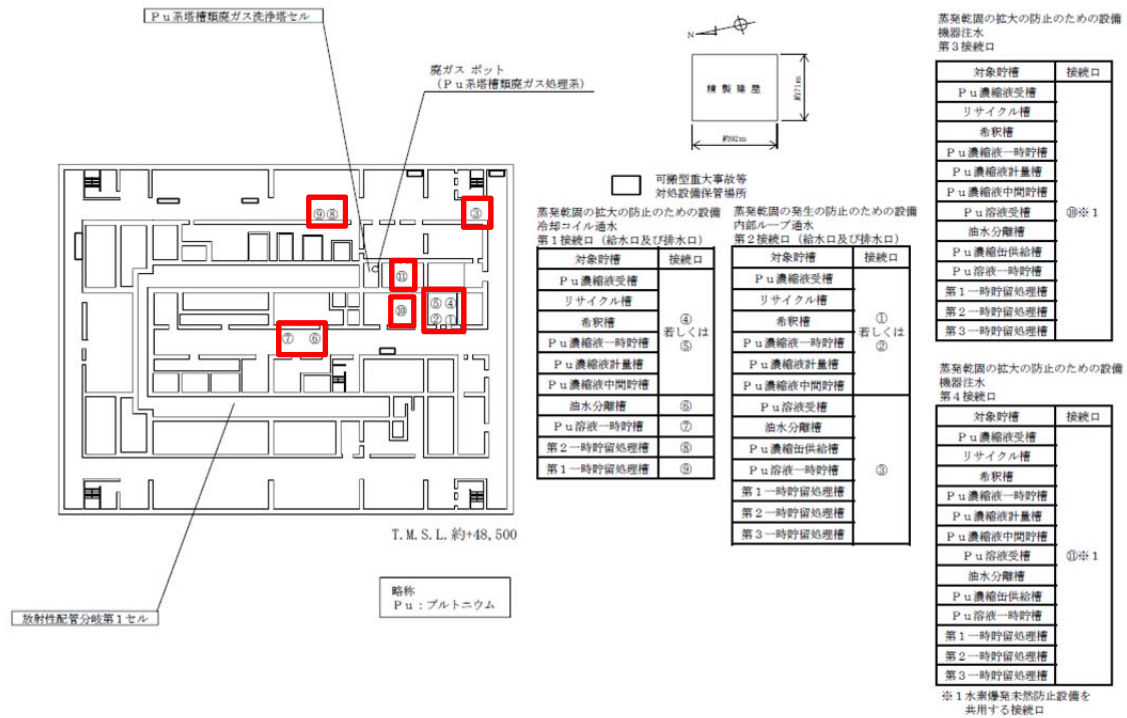 Pu系塔槽類廃ガス洗浄塔セル
廃ガス ポット
(Pu系塔槽類廃ガス処理系)
N
精製建屋
約71m
約92m
可搬型重大事故等
対処設備保管場所
⑨⑧
③
⑪
⑤④
②①
⑩
⑦ ⑥
T.M.S.L.約+48,500
略称
Pu:プルトニウム
放射性配管分岐第1セル
蒸発乾固の拡大の防止のための設備
冷却コイル通水
第1接続口(給水口及び排水口)
対象貯槽 接続口
Pu濃縮液受槽
リサイクル槽
希釈槽
Pu濃縮液一時貯槽
Pu濃縮液計量槽
Pu濃縮液中間貯槽
④
若しくは
⑤
油水分離槽 ⑥
Pu溶液一時貯槽 ⑦
第2一時貯留処理槽 ⑧
第1一時貯留処理槽 ⑨
蒸発乾固の発生の防止のための設備
内部ループ通水
第2接続口(給水口及び排水口)
対象貯槽 接続口
Pu濃縮液受槽
リサイクル槽
希釈槽
Pu濃縮液一時貯槽
Pu濃縮液計量槽
Pu濃縮液中間貯槽
①
若しくは
②
Pu溶液受槽
油水分離槽
Pu濃縮缶供給槽
Pu溶液一時貯槽
第1一時貯留処理槽
第2一時貯留処理槽
第3一時貯留処理槽
③
蒸発乾固の拡大の防止のための設備
機器注水
第3接続口
対象貯槽 接続口
Pu濃縮液受槽
リサイクル槽
希釈槽
Pu濃縮液一時貯槽
Pu濃縮液計量槽
Pu濃縮液中間貯槽
Pu溶液受槽
油水分離槽
Pu濃縮缶供給槽
Pu溶液一時貯槽
第1一時貯留処理槽
第2一時貯留処理槽
第3一時貯留処理槽
⑩※1
蒸発乾固の拡大の防止のための設備
機器注水
第4接続口
対象貯槽 接続口
Pu濃縮液受槽
リサイクル槽
希釈槽
Pu濃縮液一時貯槽
Pu濃縮液計量槽
Pu濃縮液中間貯槽
Pu溶液受槽
油水分離槽
Pu濃縮缶供給槽
Pu溶液一時貯槽
第1一時貯留処理槽
第2一時貯留処理槽
第3一時貯留処理槽
⑪※1
※1水素爆発未然防止設備を
共用する接続口